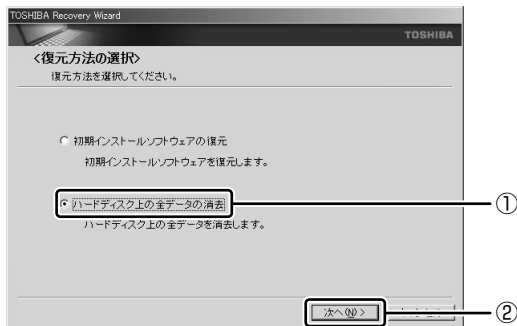 TOSHIBA Recovery Wizard
TOSHIBA
<復元方法の選択>
復元方法を選択してください。
初期インストールソフトウェアの復元
初期インストールソフトウェアを復元します。
ハードディスク上の全データの消去
①
ハードディスク上の全データを消去します。
次へ(N) >
②